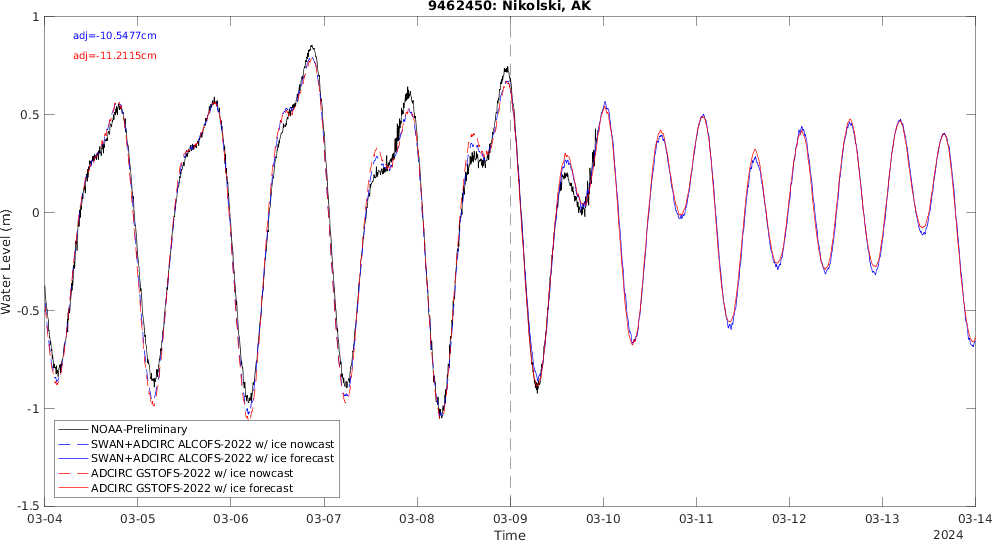 9462450: Nikolski, AK
adj=-10.5477cm
adj=-11.2115cm
1
0.5
0
-0.5
-1
-1.5
Water Level (m)
NOAA-Preliminary
SWAN+ADCIRC ALCOFS-2022 w/ ice nowcast
SWAN+ADCIRC ALCOFS-2022 w/ ice forecast
ADCIRC GSTOFS-2022 w/ ice nowcast
ADCIRC GSTOFS-2022 w/ ice forecast
03-04 03-05 03-06 03-07 03-08 03-09 03-10 03-11 03-12 03-13 03-14
Time
2024